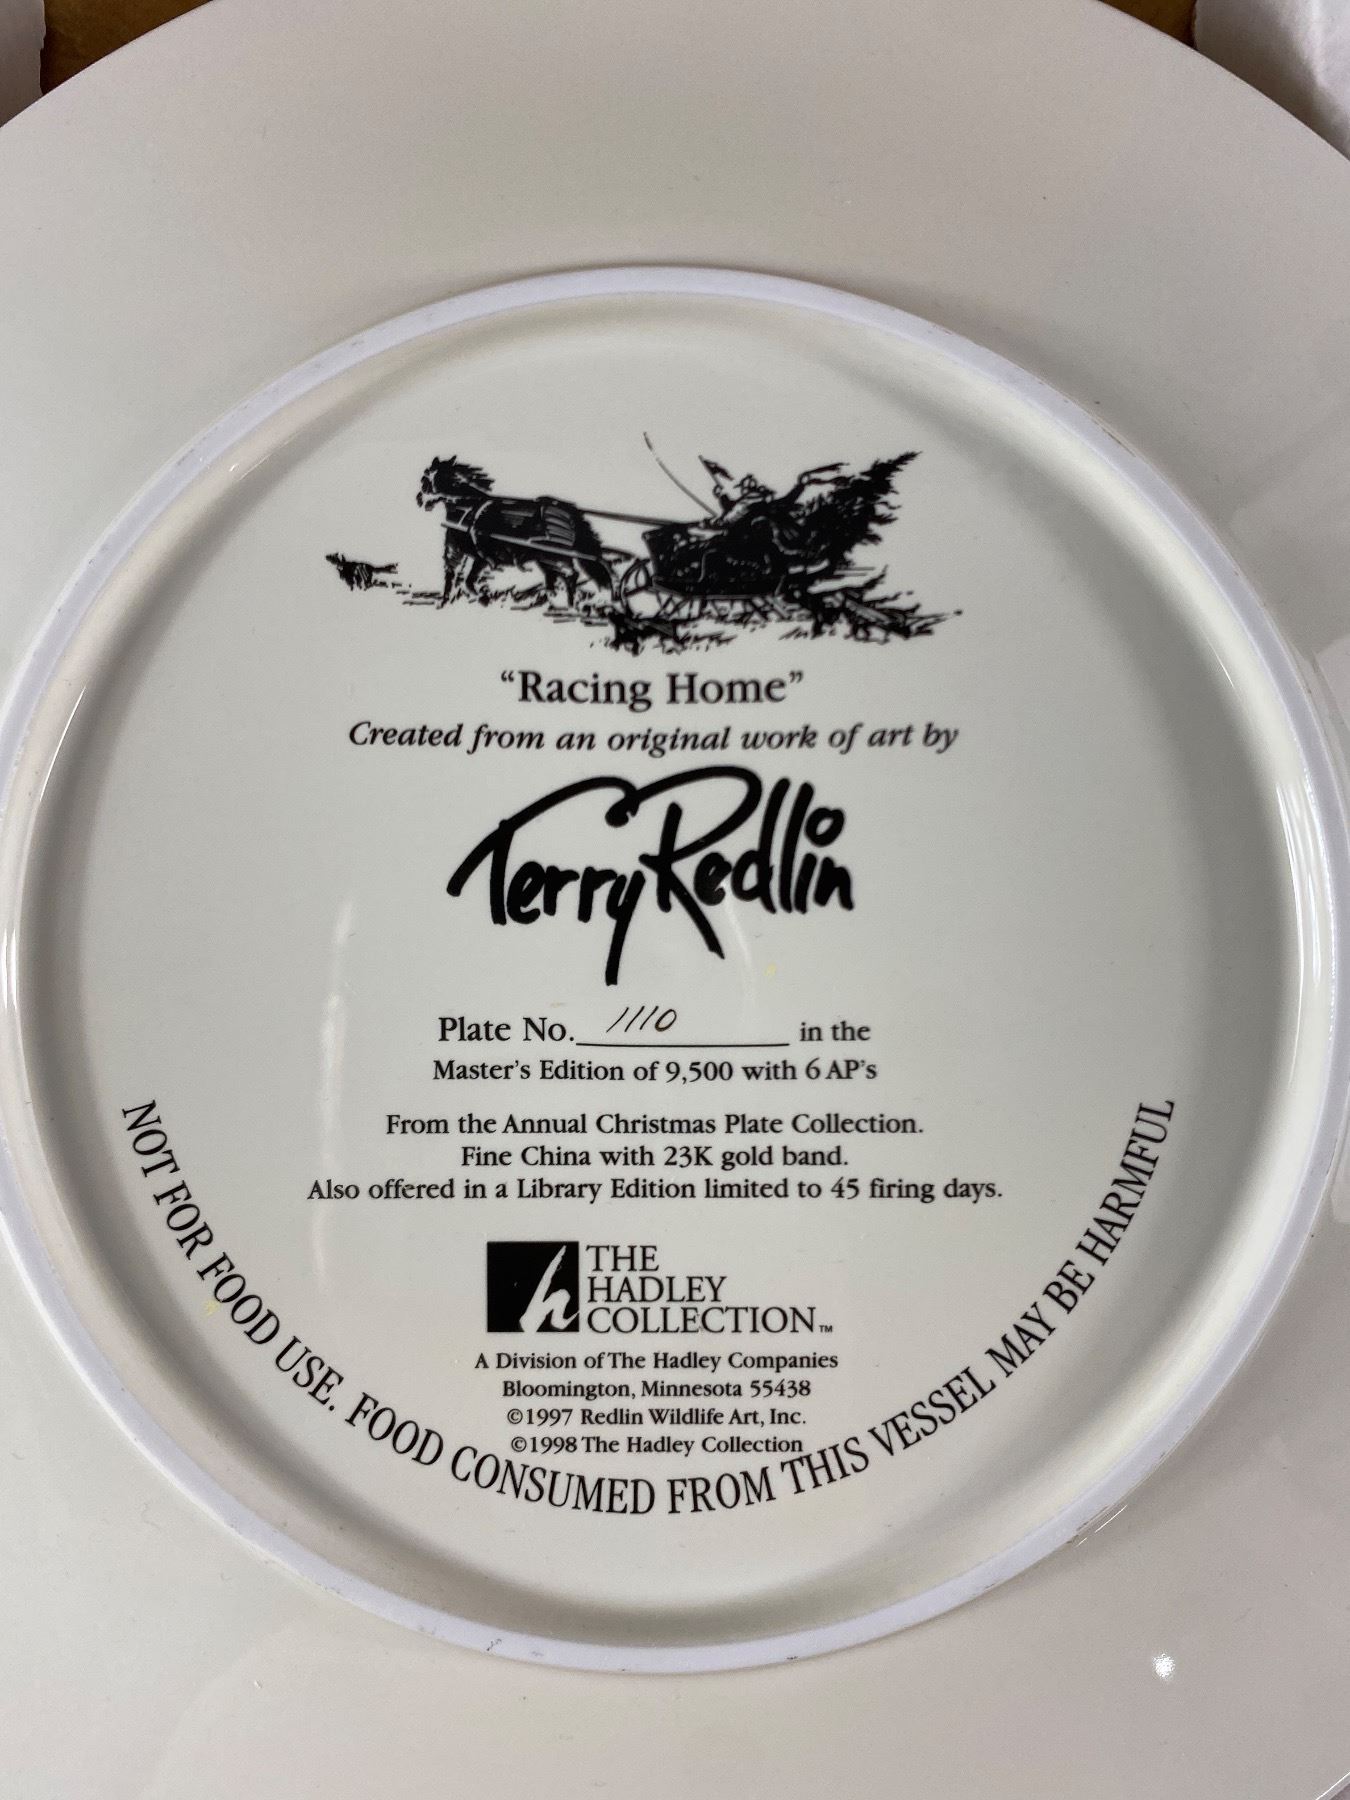 “Racing Home”
Created from an original work of art by
Terry Redlin
Plate No. 1110 in the
Master’s Edition of 9,500 with 6 AP’s
From the Annual Christmas Plate Collection.
Fine China with 23K gold band.
Also offered in a Library Edition limited to 45 firing days.
h THE
HADLEY
COLLECTION™
A Division of The Hadley Companies
Bloomington, Minnesota 55438
©1997 Redlin Wildlife Art, Inc.
©1998 The Hadley Collection
NOT FOR FOOD USE. FOOD CONSUMED FROM THIS VESSEL MAY BE HARMFUL